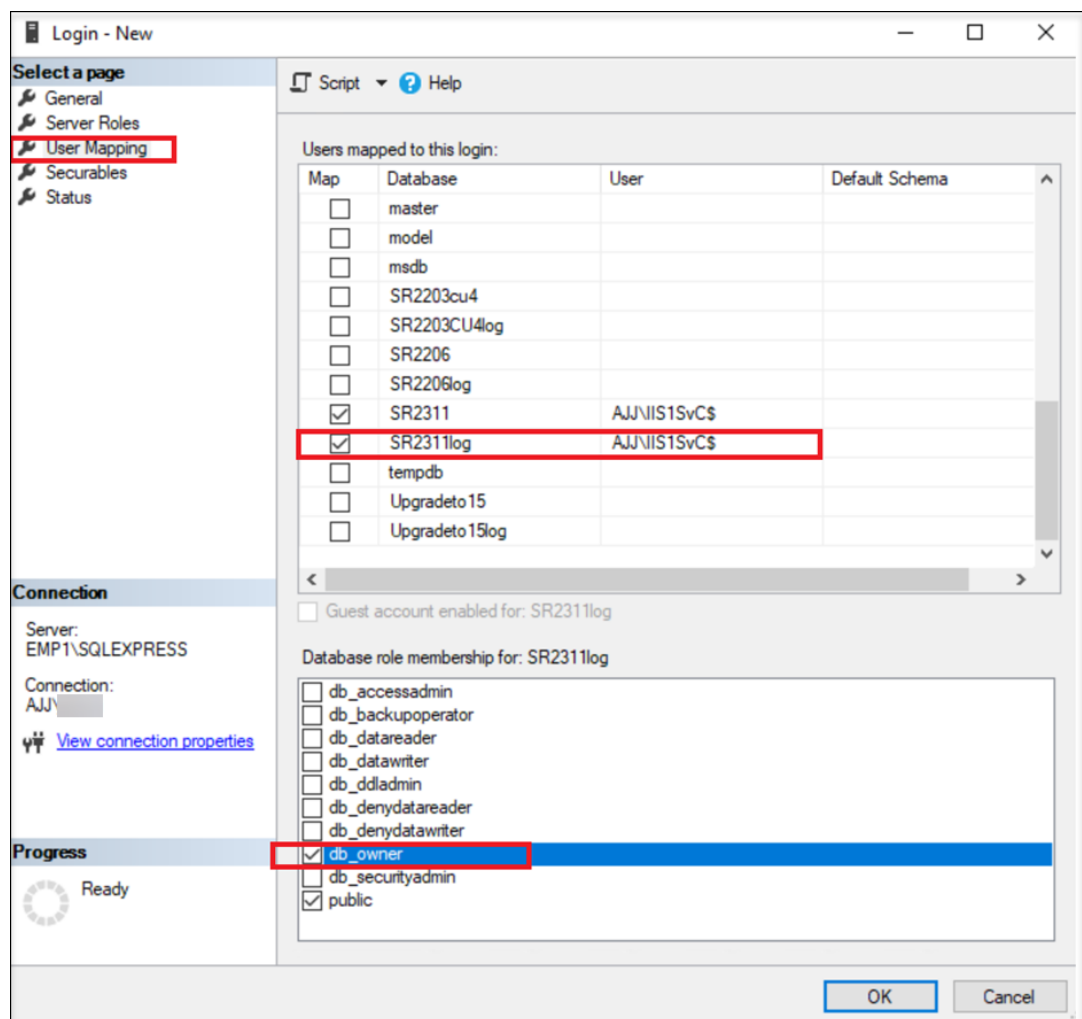 Login - New
Select a page
General
Server Roles
User Mapping
Securables
Status
Script Help
Users mapped to this login:
Map Database User Default Schema
master
model
msdb
SR2203cu4
SR2203CU4log
SR2206
SR2206log
SR2311 AJJ\IIS1SvC$
SR2311log AJJ\IIS1SvC$
tempdb
Upgradeto15
Upgradeto15log
Guest account enabled for: SR2311log
Connection
Server:
EMP1\SQLEXPRESS
Connection:
AJJ\
View connection properties
Database role membership for: SR2311log
db_accessadmin
db_backupoperator
db_datareader
db_datawriter
db_ddladmin
db_denydatareader
db_denydatawriter
db_owner
db_securityadmin
public
Progress
Ready
OK Cancel